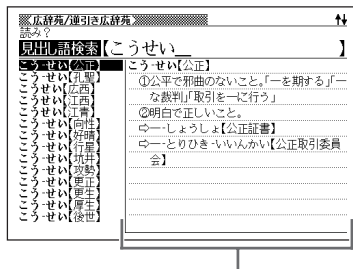 広辞苑/逆引き広辞苑
読み?
見出し語検索【こうせい__ 】
こう‐せい【公正】
こう‐せい【孔聖】
こう‐せい【広西】
こう‐せい【江西】
こう‐せい【江青】
こう‐せい【向性】
こう‐せい【好晴】
こう‐せい【行星】
こう‐せい【坑井】
こう‐せい【攻勢】
こう‐せい【更正】
こう‐せい【更生】
こう‐せい【厚生】
こう‐せい【後世】
こう‐せい【公正】
①公平で邪曲のないこと。「―を期する」「―
な裁判」「取引を―に行う」
②明白で正しいこと。
⇨―‐しょうしょ【公正証書】
⇨―‐とりひき‐いいんかい【公正取引委員
会】